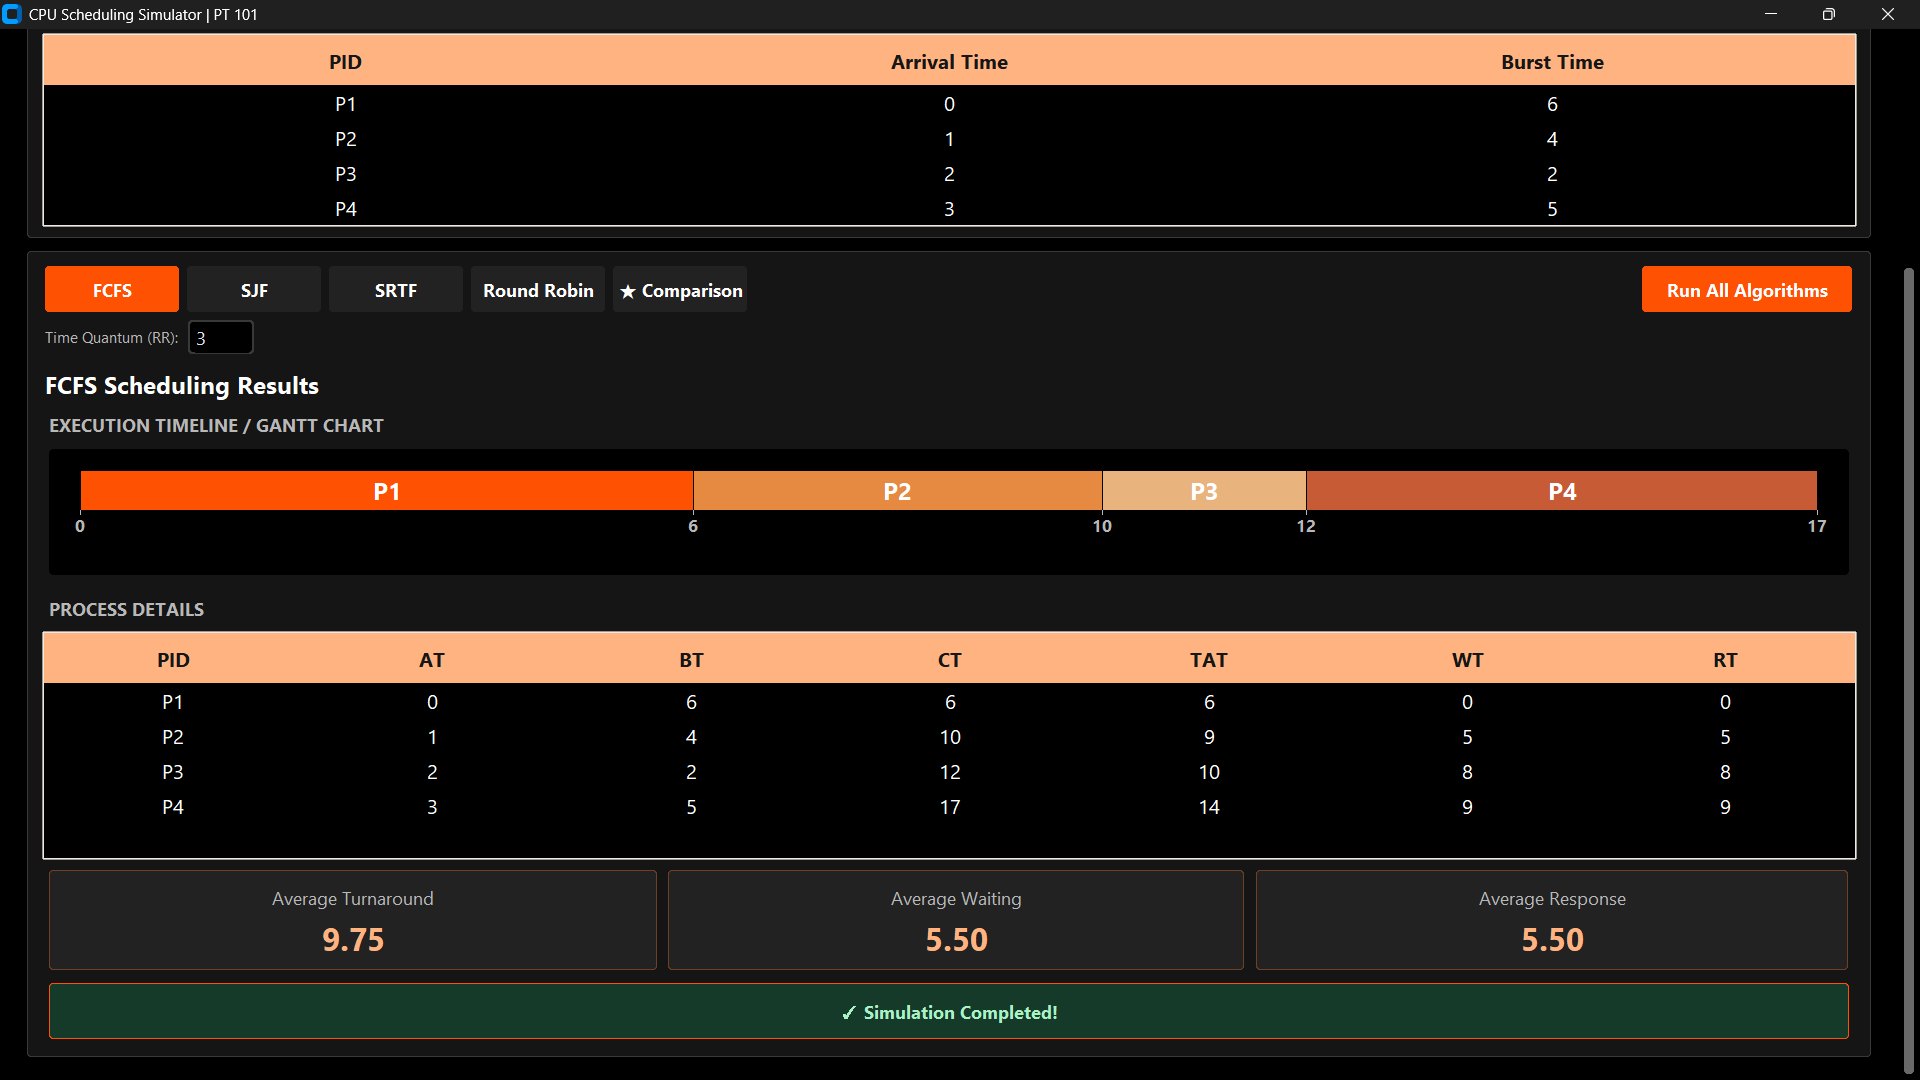 CPU Scheduling Simulator | PT 101
PID Arrival Time Burst Time
P1 0 6
P2 1 4
P3 2 2
P4 3 5
FCFS SJF SRTF Round Robin ★ Comparison Run All Algorithms
Time Quantum (RR): 3
FCFS Scheduling Results
EXECUTION TIMELINE / GANTT CHART
P1 P2 P3 P4
0 6 10 12 17
PROCESS DETAILS
PID AT BT CT TAT WT RT
P1 0 6 6 6 0 0
P2 1 4 10 9 5 5
P3 2 2 12 10 8 8
P4 3 5 17 14 9 9
Average Turnaround Average Waiting Average Response
9.75 5.50 5.50
✓ Simulation Completed!